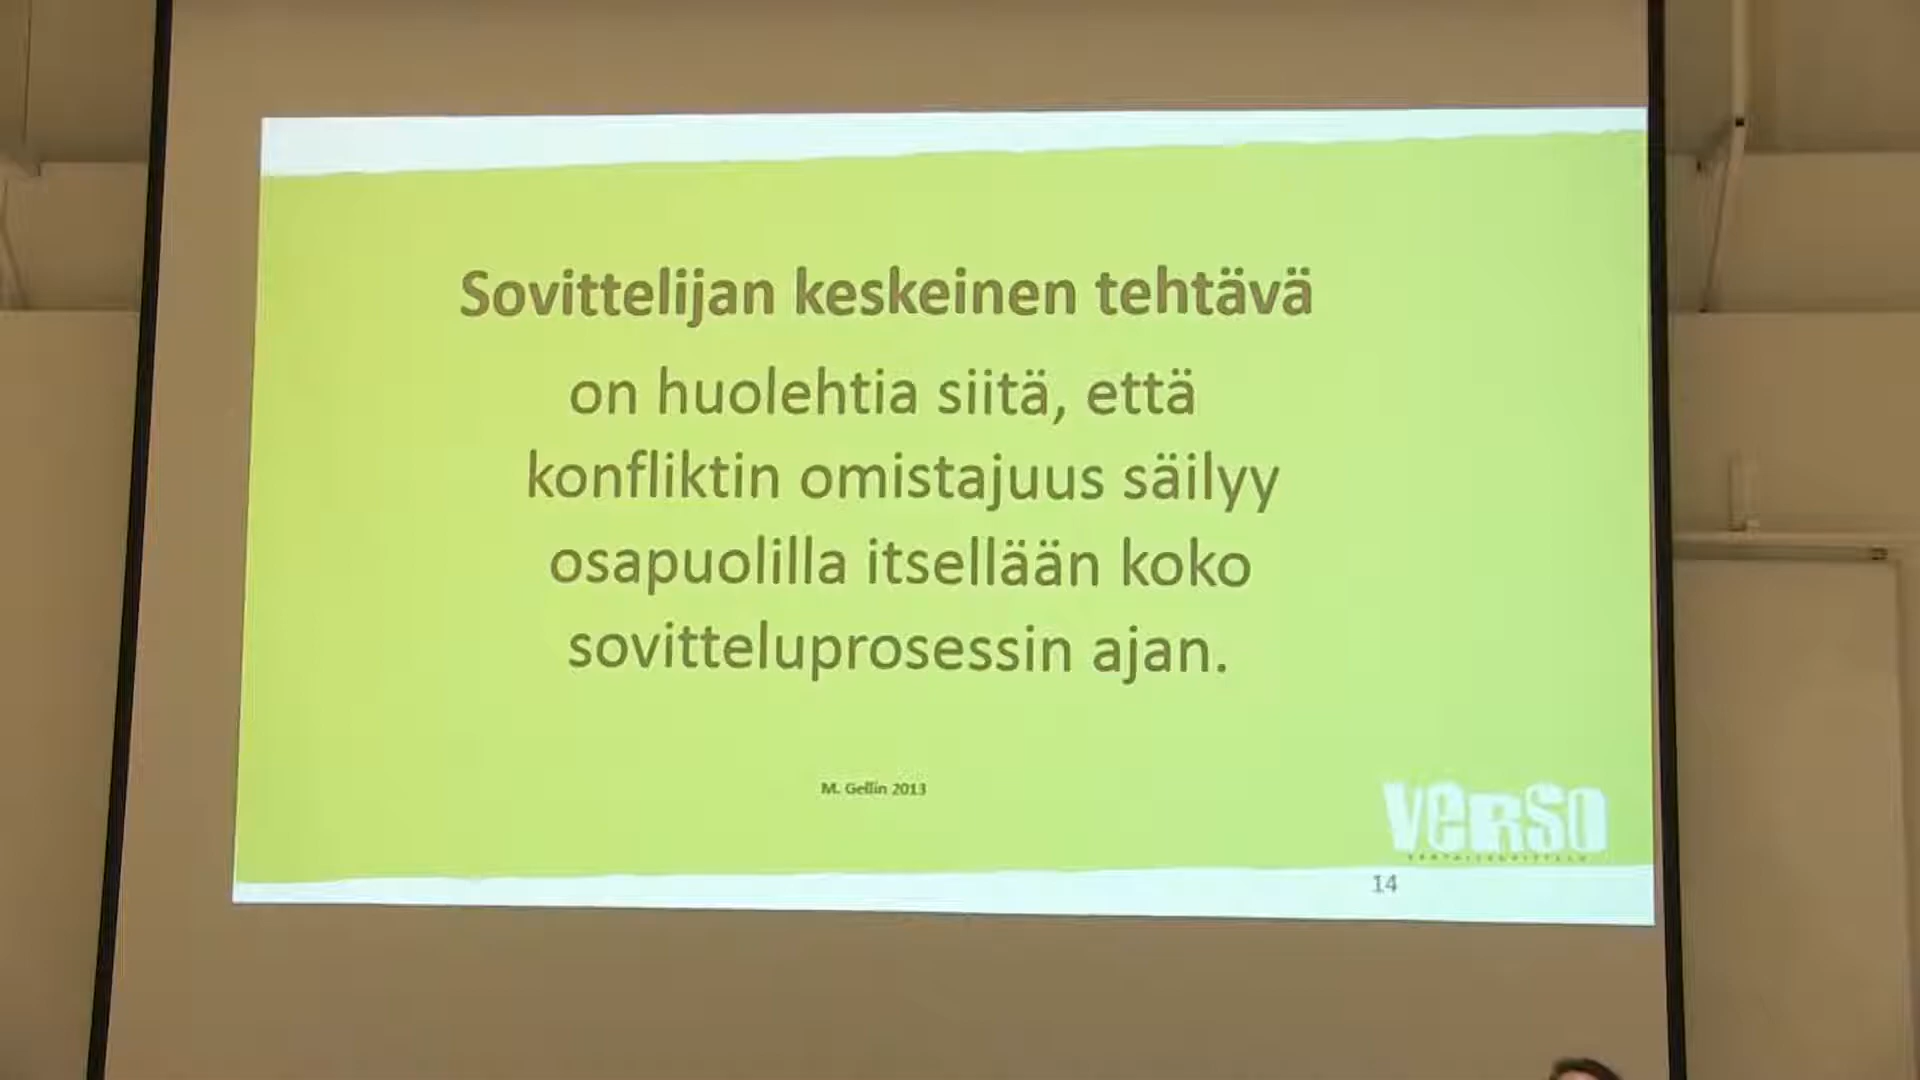 Sovittelijan keskeinen tehtävä
on huolehtia siitä, että
konfliktin omistajuus säilyy
osapuolilla itsellään koko
sovitteluprosessin ajan.
M. Gellin 2013
verso
14